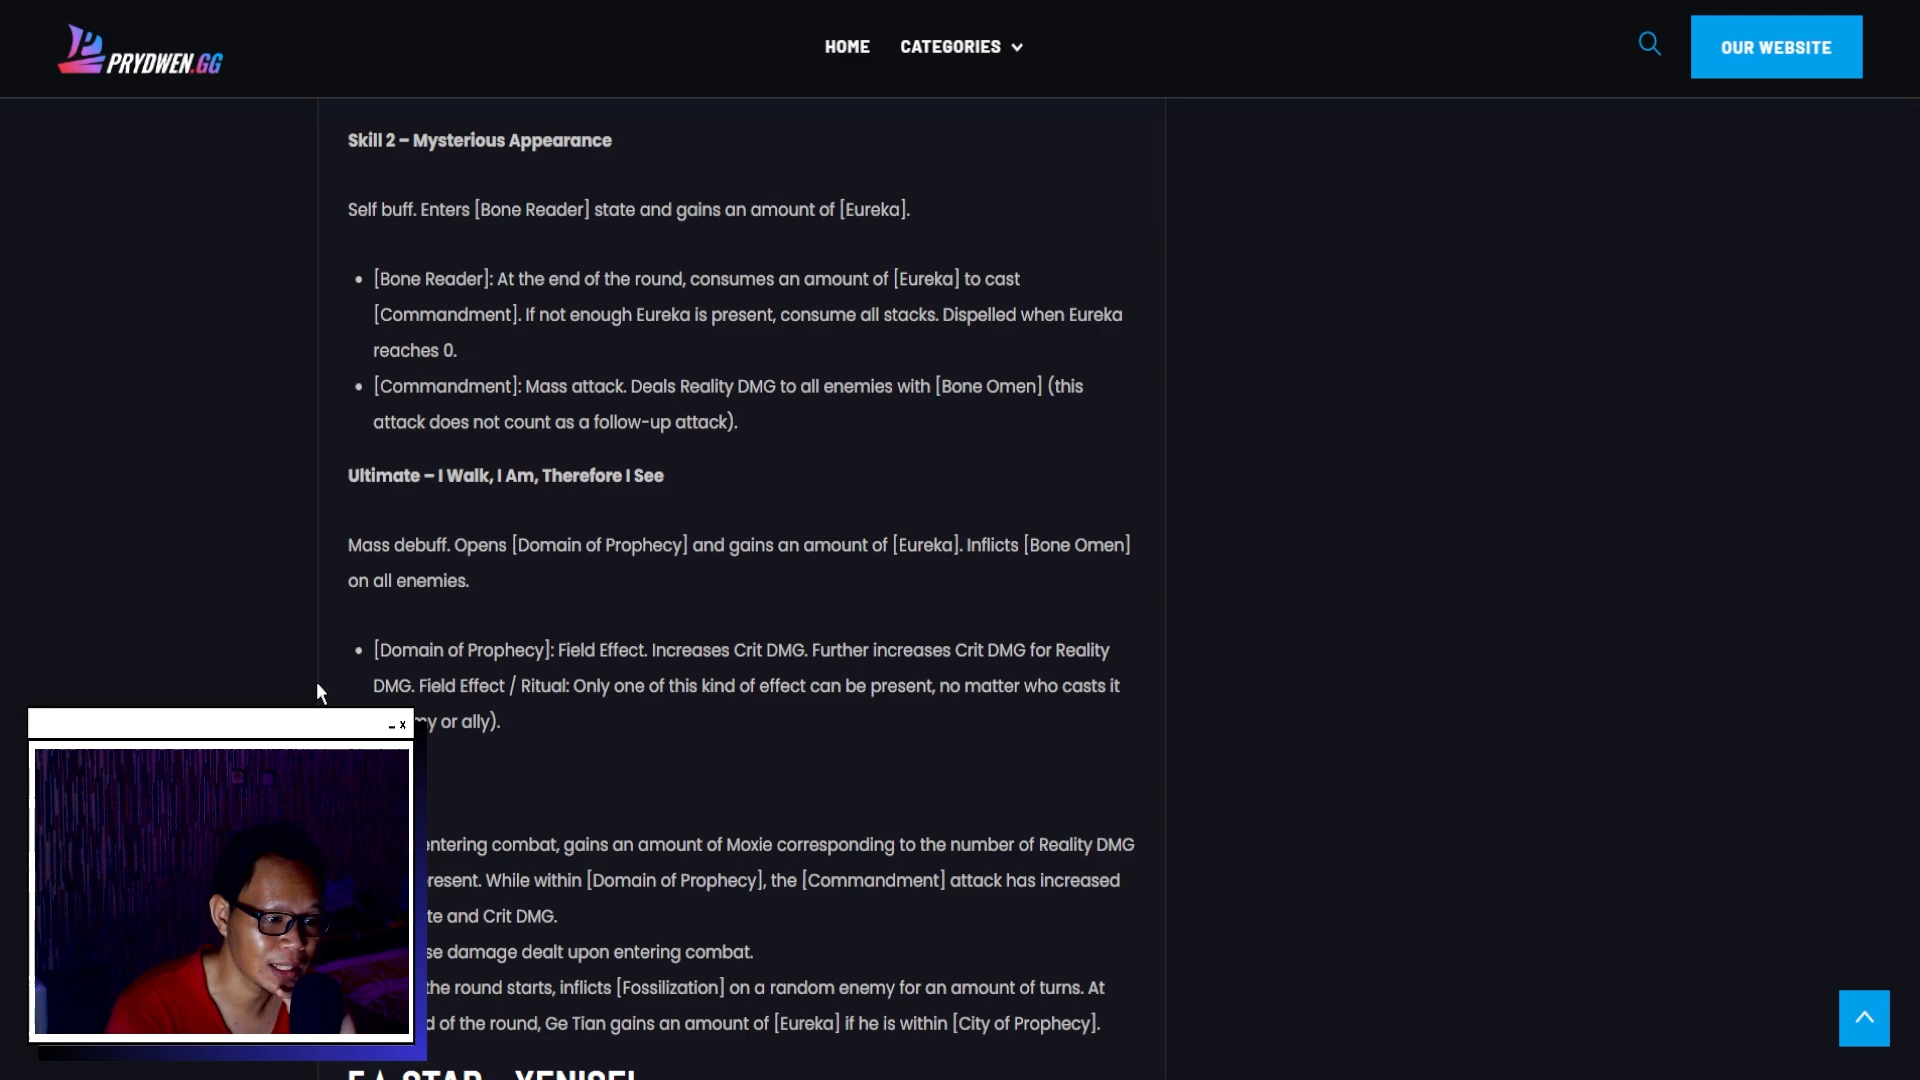 PRYDWEN.GG
HOME
CATEGORIES
OUR WEBSITE
Skill 2 – Mysterious Appearance
Self buff. Enters [Bone Reader] state and gains an amount of [Eureka].
• [Bone Reader]: At the end of the round, consumes an amount of [Eureka] to cast
[Commandment]. If not enough Eureka is present, consume all stacks. Dispelled when Eureka
reaches 0.
• [Commandment]: Mass attack. Deals Reality DMG to all enemies with [Bone Omen] (this
attack does not count as a follow-up attack).
Ultimate – I Walk, I Am, Therefore I See
Mass debuff. Opens [Domain of Prophecy] and gains an amount of [Eureka]. Inflicts [Bone Omen]
on all enemies.
• [Domain of Prophecy]: Field Effect. Increases Crit DMG. Further increases Crit DMG for Reality
DMG. Field Effect / Ritual: Only one of this kind of effect can be present, no matter who casts it
or ally).
entering combat, gains an amount of Moxie corresponding to the number of Reality DMG
present. While within [Domain of Prophecy], the [Commandment] attack has increased
and Crit DMG.
damage dealt upon entering combat.
the round starts, inflicts [Fossilization] on a random enemy for an amount of turns. At
of the round, Ge Tian gains an amount of [Eureka] if he is within [City of Prophecy].